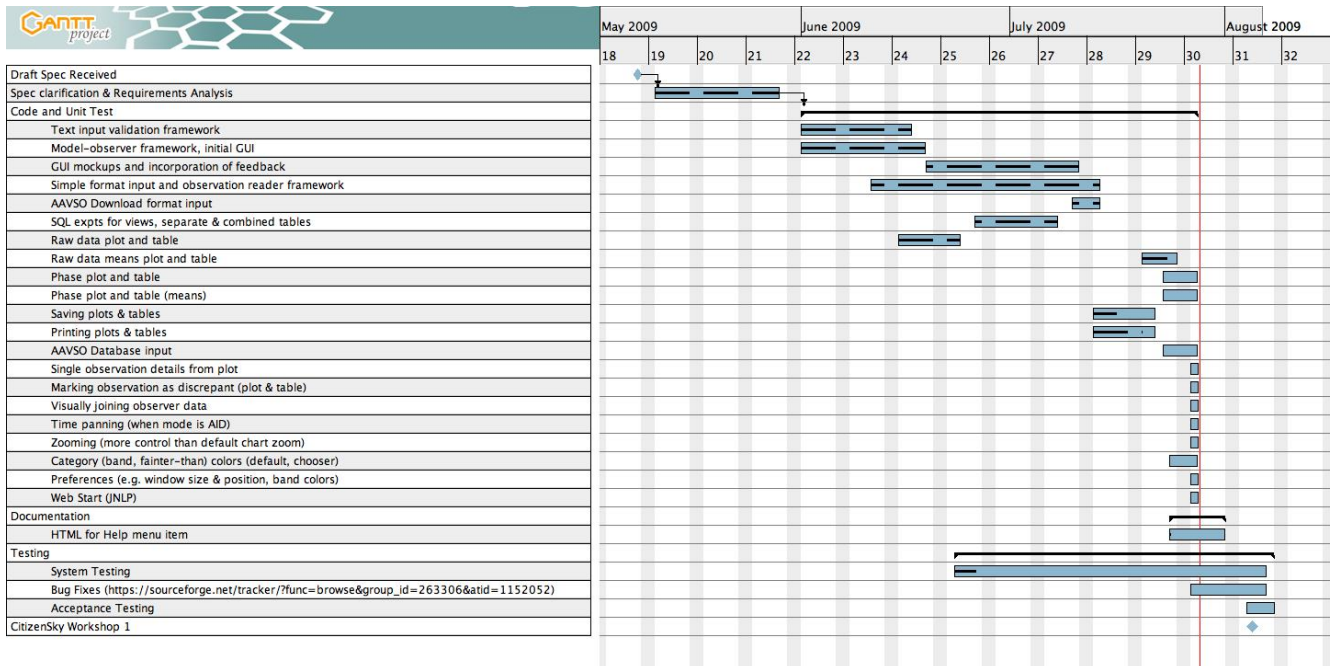 GANTT
project
May 2009 June 2009 July 2009 August 2009
18 19 20 21 22 23 24 25 26 27 28 29 30 31 32
Draft Spec Received
Spec clarification & Requirements Analysis
Code and Unit Test
Text input validation framework
Model-observer framework, initial GUI
GUI mockups and incorporation of feedback
Simple format input and observation reader framework
AAVSO Download format input
SQL expts for views, separate & combined tables
Raw data plot and table
Raw data means plot and table
Phase plot and table
Phase plot and table (means)
Saving plots & tables
Printing plots & tables
AAVSO Database input
Single observation details from plot
Marking observation as discrepant (plot & table)
Visually joining observer data
Time panning (when mode is AID)
Zooming (more control than default chart zoom)
Category (band, fainter-than) colors (default, chooser)
Preferences (e.g. window size & position, band colors)
Web Start (JNLP)
Documentation
HTML for Help menu item
Testing
System Testing
Bug Fixes (https://sourceforge.net/tracker/?func=browse&group_id=263306&atid=1152052)
Acceptance Testing
CitizenSky Workshop 1